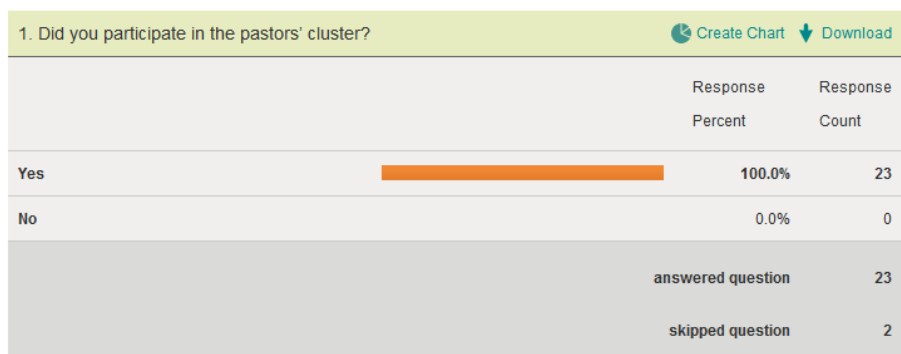 1. Did you participate in the pastors' cluster? Create Chart Download
Response Response
Percent Count
Yes 100.0% 23
No 0.0% 0
answered question 23
skipped question 2